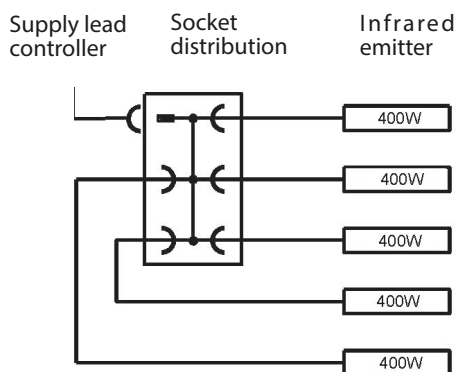 Supply lead
controller
Socket
distribution
Infrared
emitter
400W
400W
400W
400W
400W